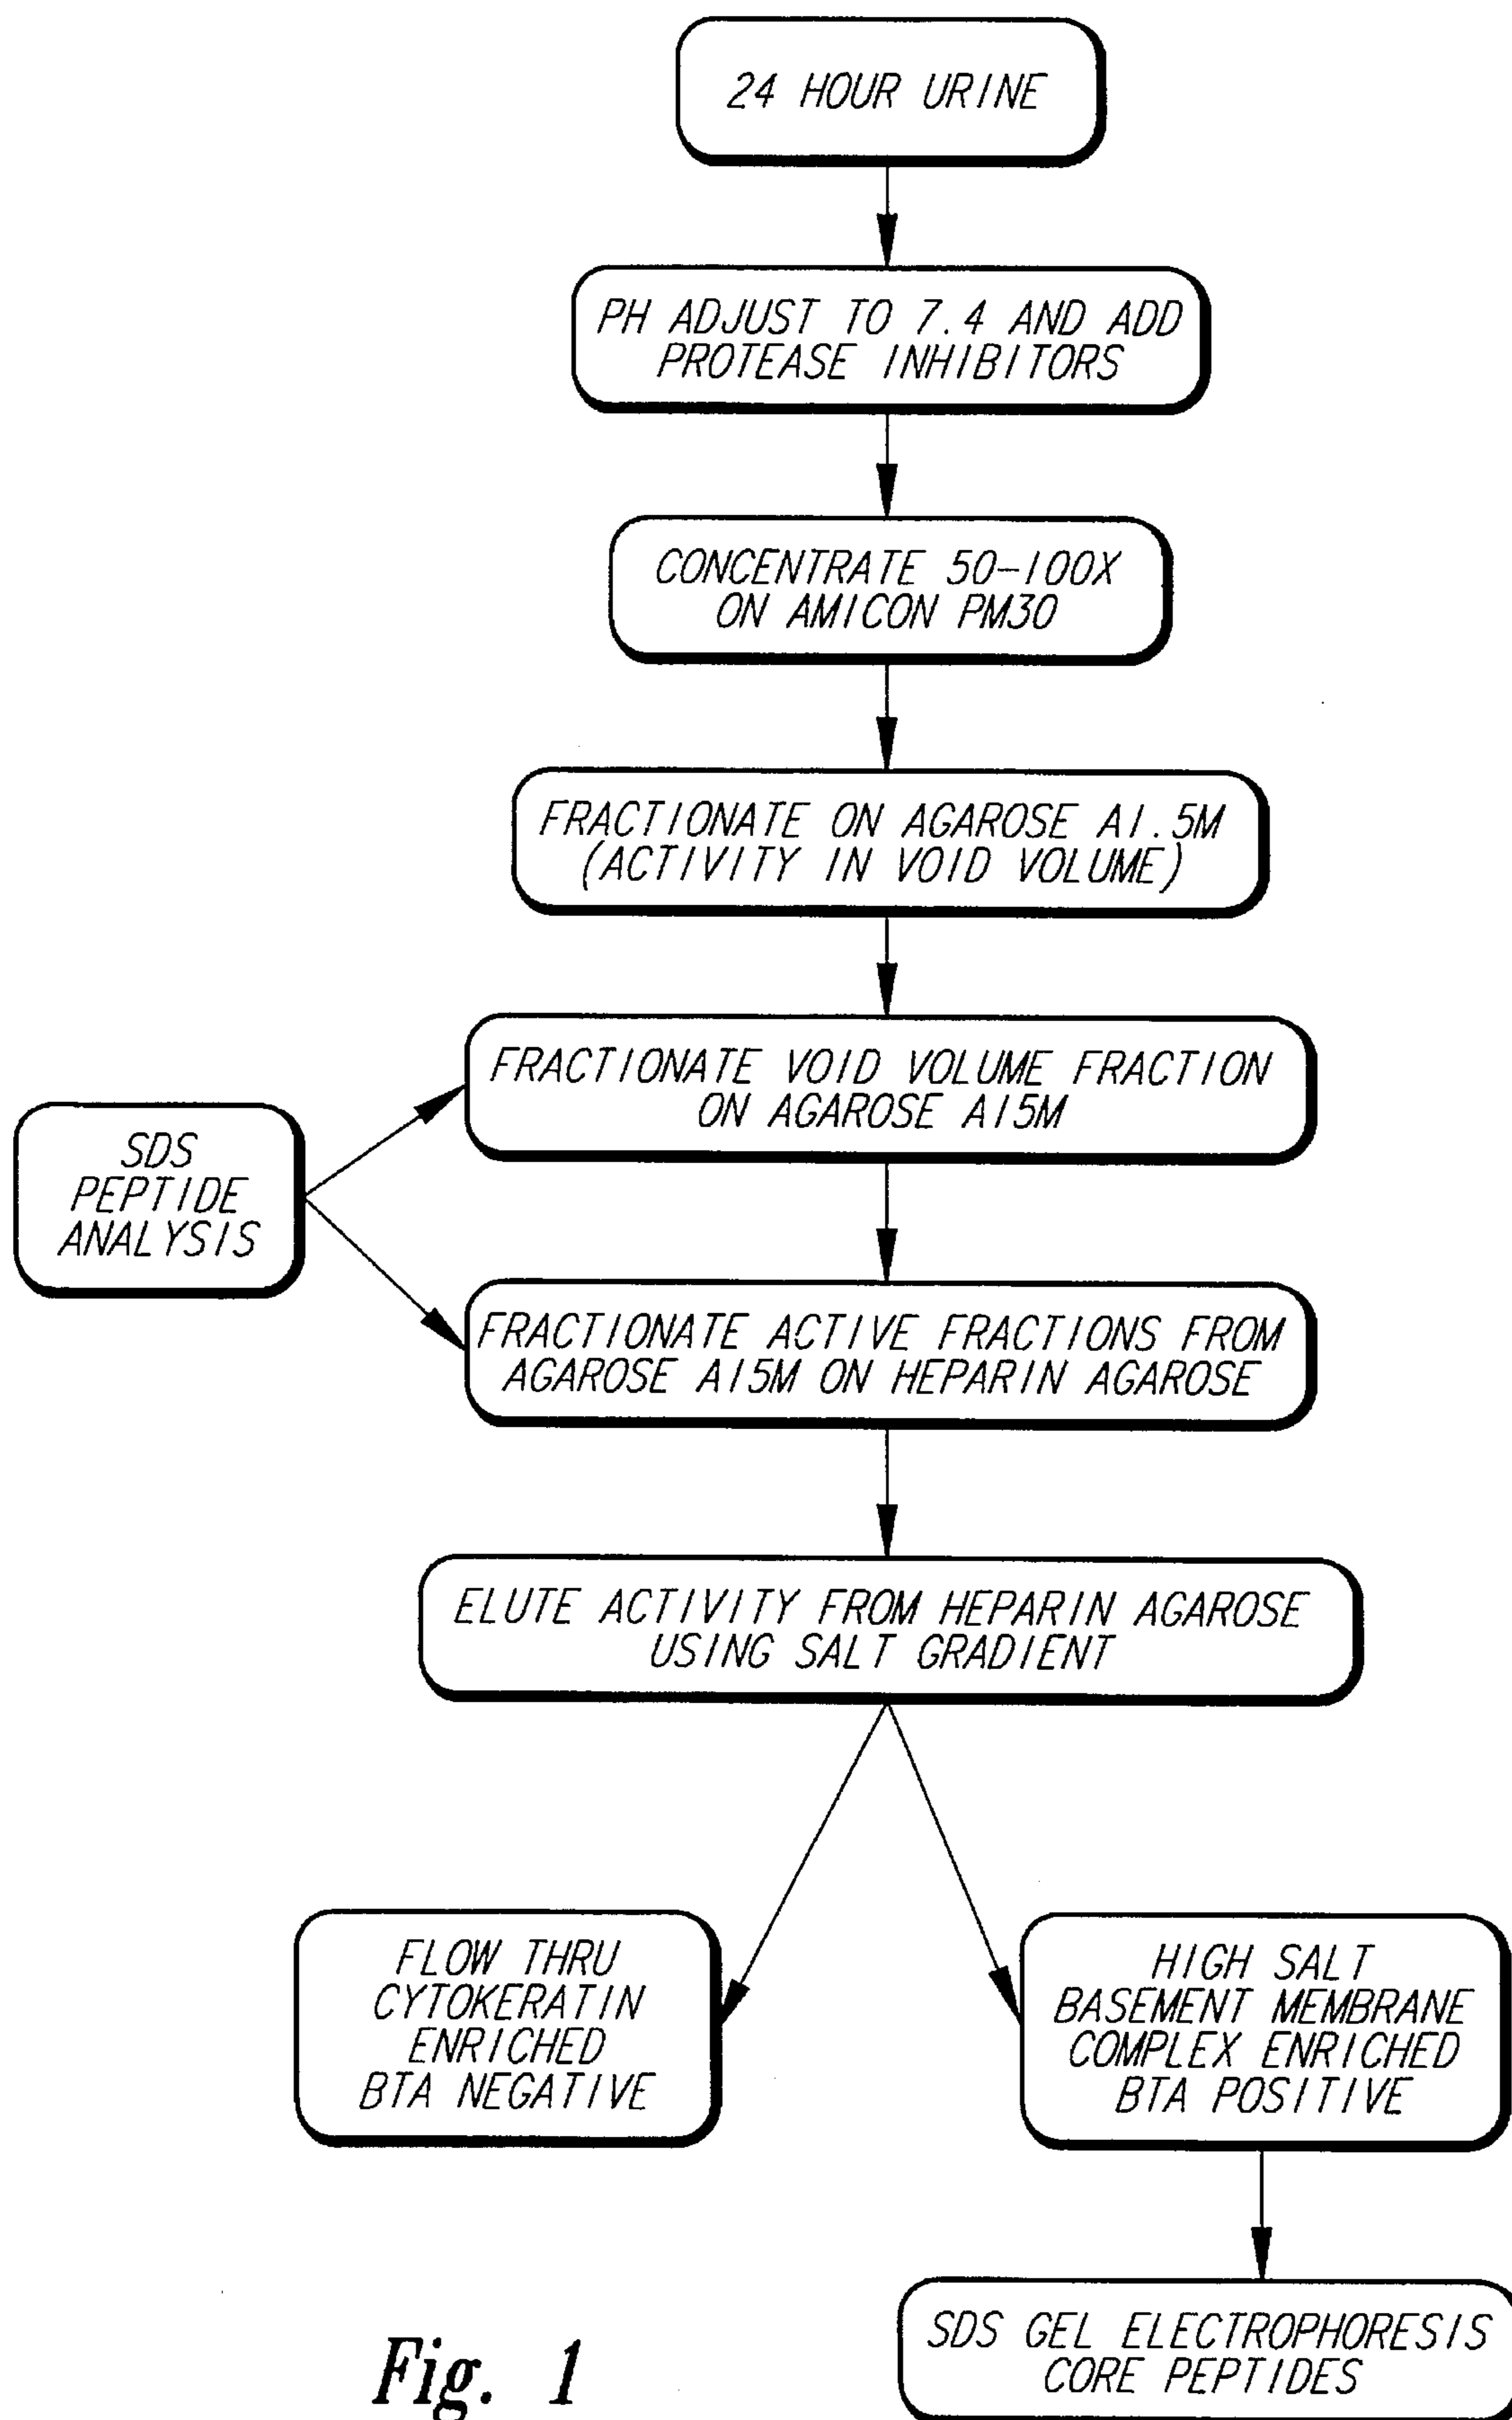 24 HOUR URINE
PH ADJUST TO 7.4 AND ADD
PROTEASE INHIBITORS
CONCENTRATE 50-100X
ON AMICON PM30
FRACTIONATE ON AGAROSE A1.5M
(ACTIVITY IN VOID VOLUME)
FRACTIONATE VOID VOLUME FRACTION
ON AGAROSE A15M
SDS
PEPTIDE
ANALYSIS
FRACTIONATE ACTIVE FRACTIONS FROM
AGAROSE A15M ON HEPARIN AGAROSE
ELUTE ACTIVITY FROM HEPARIN AGAROSE
USING SALT GRADIENT
FLOW THRU
CYTOKERATIN
ENRICHED
BTA NEGATIVE
HIGH SALT
BASEMENT MEMBRANE
COMPLEX ENRICHED
BTA POSITIVE
SDS GEL ELECTROPHORESIS
CORE PEPTIDES
Fig. 1